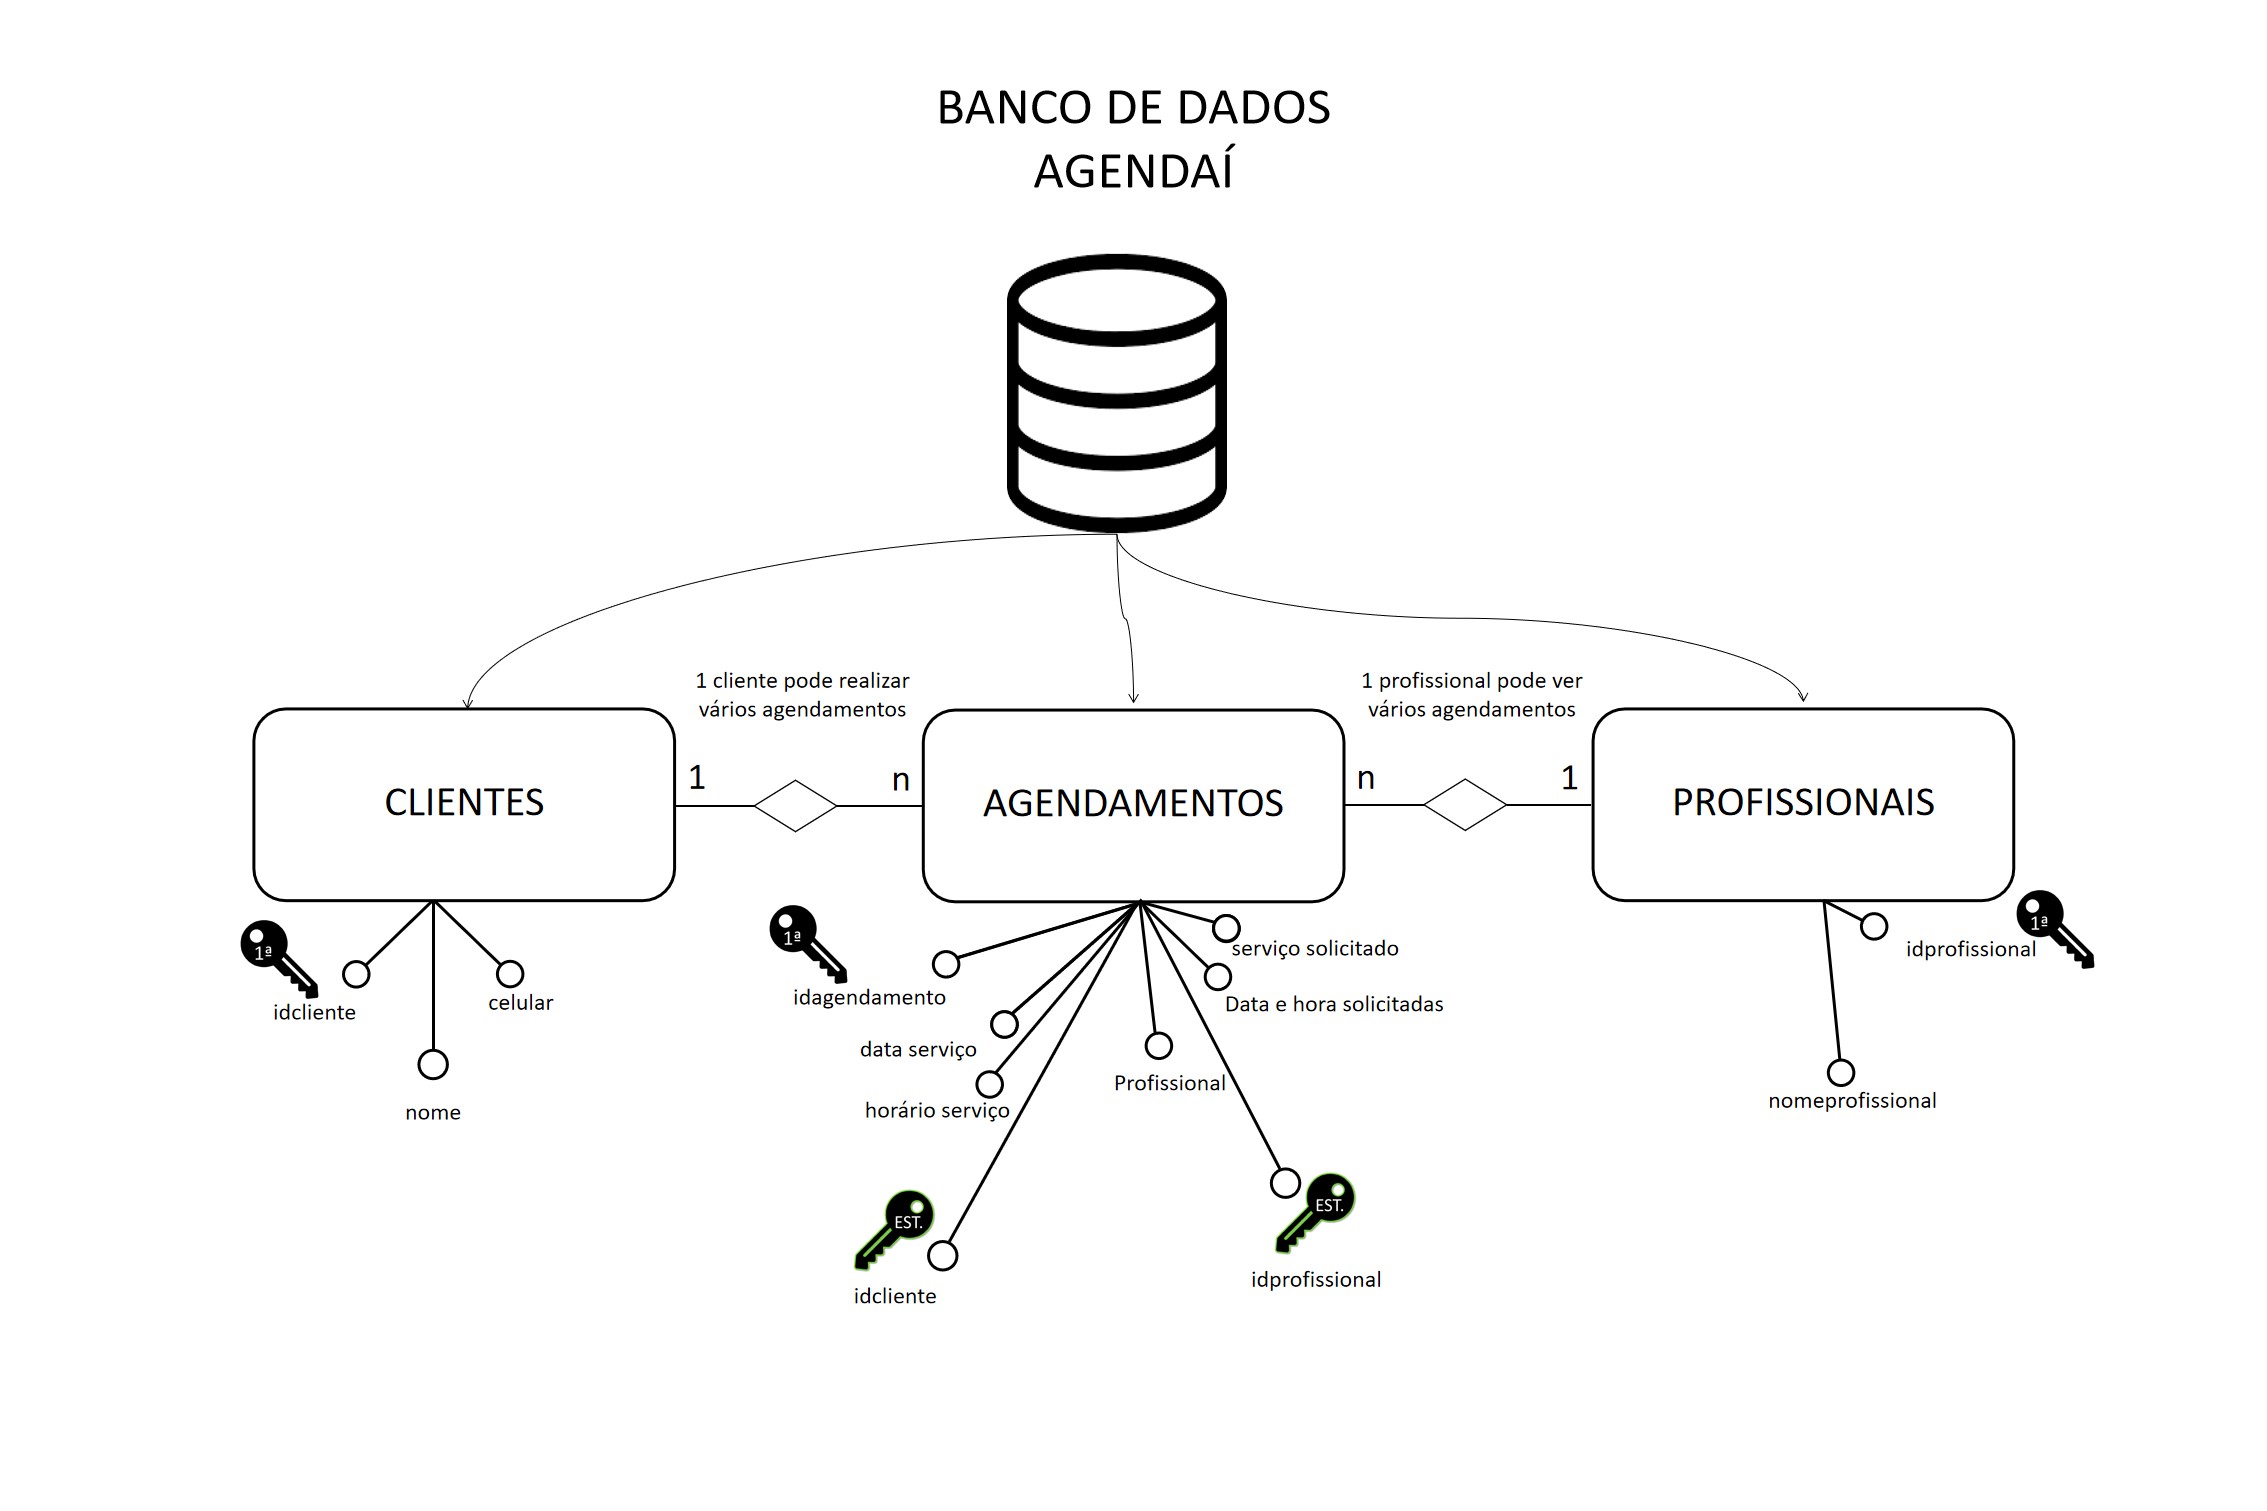 BANCO DE DADOS
AGENDAÍ
1 cliente pode realizar
vários agendamentos
1 profissional pode ver
vários agendamentos
CLIENTES
1
n
AGENDAMENTOS
n
1
PROFISSIONAIS
1ª
idcliente
nome
celular
1ª
idagendamento
data serviço
horário serviço
EST.
idcliente
Profissional
serviço solicitado
Data e hora solicitadas
EST.
idprofissional
idprofissional
1ª
nomeprofissional